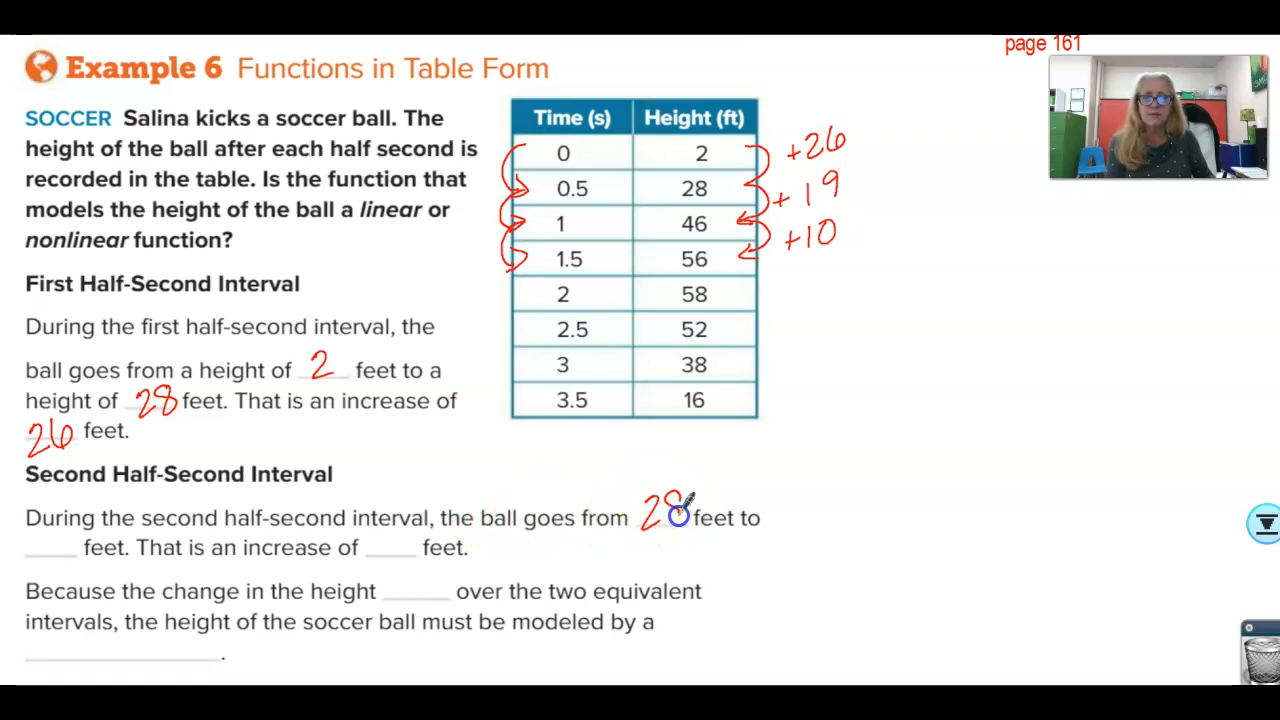 page 161
Example 6 Functions in Table Form
SOCCER Salina kicks a soccer ball. The
height of the ball after each half second is
recorded in the table. Is the function that
models the height of the ball a linear or
nonlinear function?
Time (s) Height (ft)
0 2
0.5 28
1 46
1.5 56
2 58
2.5 52
3 38
3.5 16
+26
+19
+10
First Half-Second Interval
During the first half-second interval, the
ball goes from a height of 2 feet to a
height of 28 feet. That is an increase of
26 feet.
Second Half-Second Interval
During the second half-second interval, the ball goes from 28 feet to
____ feet. That is an increase of ____ feet.
Because the change in the height ____ over the two equivalent
intervals, the height of the soccer ball must be modeled by a
____.